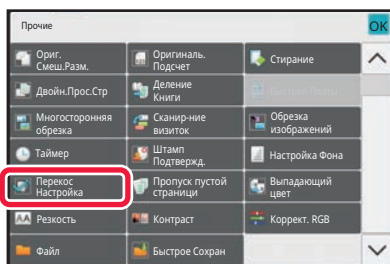 Прочие
OK
Ориг.
Смеш.Разм.
Оригиналь.
Подсчет
Стирание
Двойн.Прос.Стр
Деление
Книги
Многосторонняя
обрезка
Сканир-ние
визиток
Обрезка
изображений
Таймер
Штамп
Подтвержд.
Настройка Фона
Перекос
Настройка
Пропуск пустой
страници
Выпадающий
цвет
Резкость
Контраст
Коррект. RGB
Файл
Быстрое Сохран